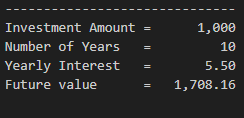 --------------------------------
Investment Amount =      1,000
Number of Years   =         10
Yearly Interest   =       5.50
Future value      =   1,708.16